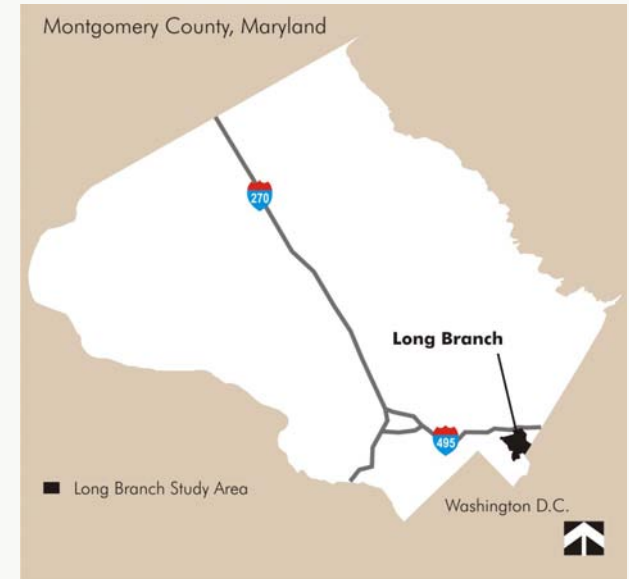 Montgomery County, Maryland
270
Long Branch
495
Long Branch Study Area
Washington D.C.